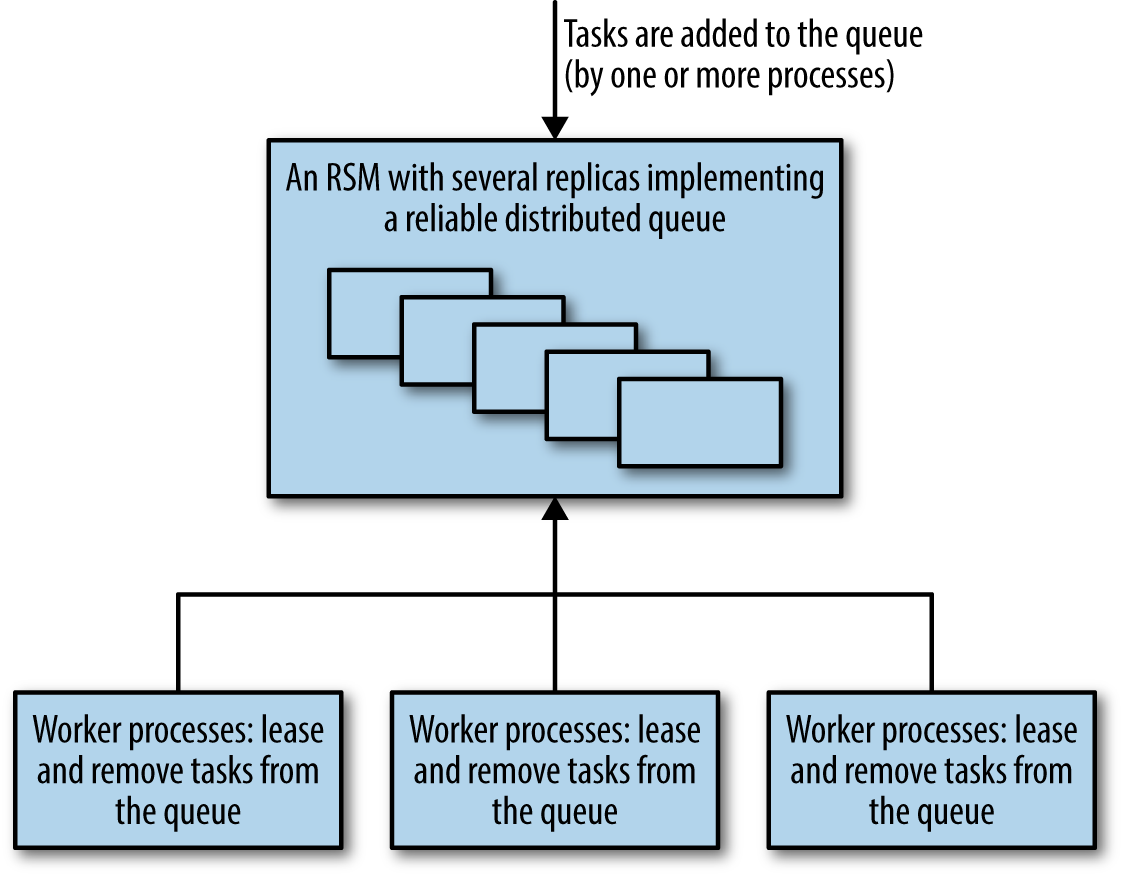 Tasks are added to the queue
(by one or more processes)
An RSM with several replicas implementing
a reliable distributed queue
Worker processes: lease
and remove tasks from
the queue
Worker processes: lease
and remove tasks from
the queue
Worker processes: lease
and remove tasks from
the queue